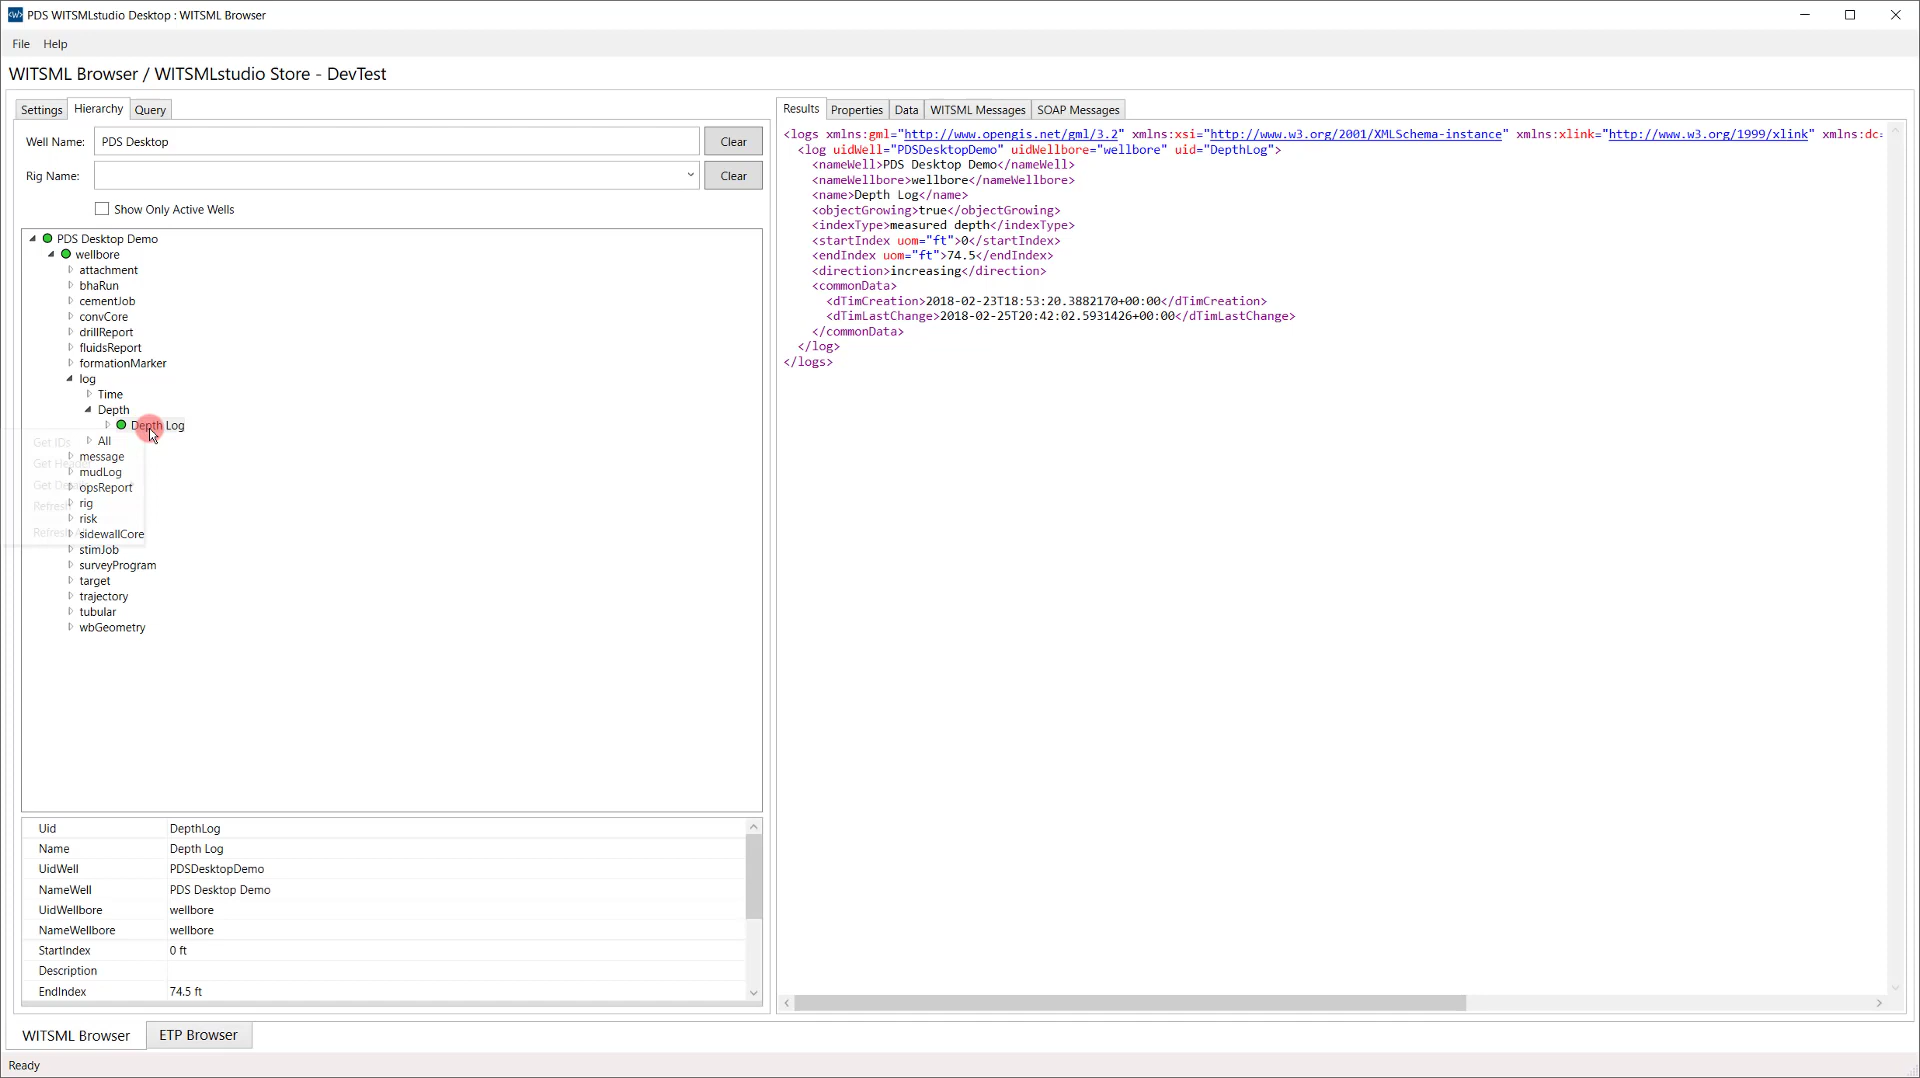 PDS WITSMLstudio Desktop : WITSML Browser
File Help
WITSML Browser / WITSMLstudio Store - DevTest
Settings Hierarchy Query
Well Name: PDS Desktop Clear
Rig Name: Clear
Show Only Active Wells
PDS Desktop Demo
wellbore
attachment
bhaRun
cementJob
convCore
drillReport
fluidsReport
formationMarker
log
Time
Depth
Depth Log
All
message
mudLog
opsReport
rig
risk
sidewallCore
stimJob
surveyProgram
target
trajectory
tubular
wbGeometry
Get IDs
Get Header
Get
Refresh
Refresh
Uid DepthLog
Name Depth Log
UidWell PDSDesktopDemo
NameWell PDS Desktop Demo
UidWellbore wellbore
NameWellbore wellbore
StartIndex 0 ft
Description
EndIndex 74.5 ft
Results Properties Data WITSML Messages SOAP Messages
<logs xmlns:gml="http://www.opengis.net/gml/3.2" xmlns:xsi="http://www.w3.org/2001/XMLSchema-instance" xmlns:xlink="http://www.w3.org/1999/xlink" xmlns:dc=
<log uidWell="PDSDesktopDemo" uidWellbore="wellbore" uid="DepthLog">
<nameWell>PDS Desktop Demo</nameWell>
<nameWellbore>wellbore</nameWellbore>
<name>Depth Log</name>
<objectGrowing>true</objectGrowing>
<indexType>measured depth</indexType>
<startIndex uom="ft">0</startIndex>
<endIndex uom="ft">74.5</endIndex>
<direction>increasing</direction>
<commonData>
<dTimCreation>2018-02-23T18:53:20.3882170+00:00</dTimCreation>
<dTimLastChange>2018-02-25T20:42:02.5931426+00:00</dTimLastChange>
</commonData>
</log>
</logs>
WITSML Browser ETP Browser
Ready